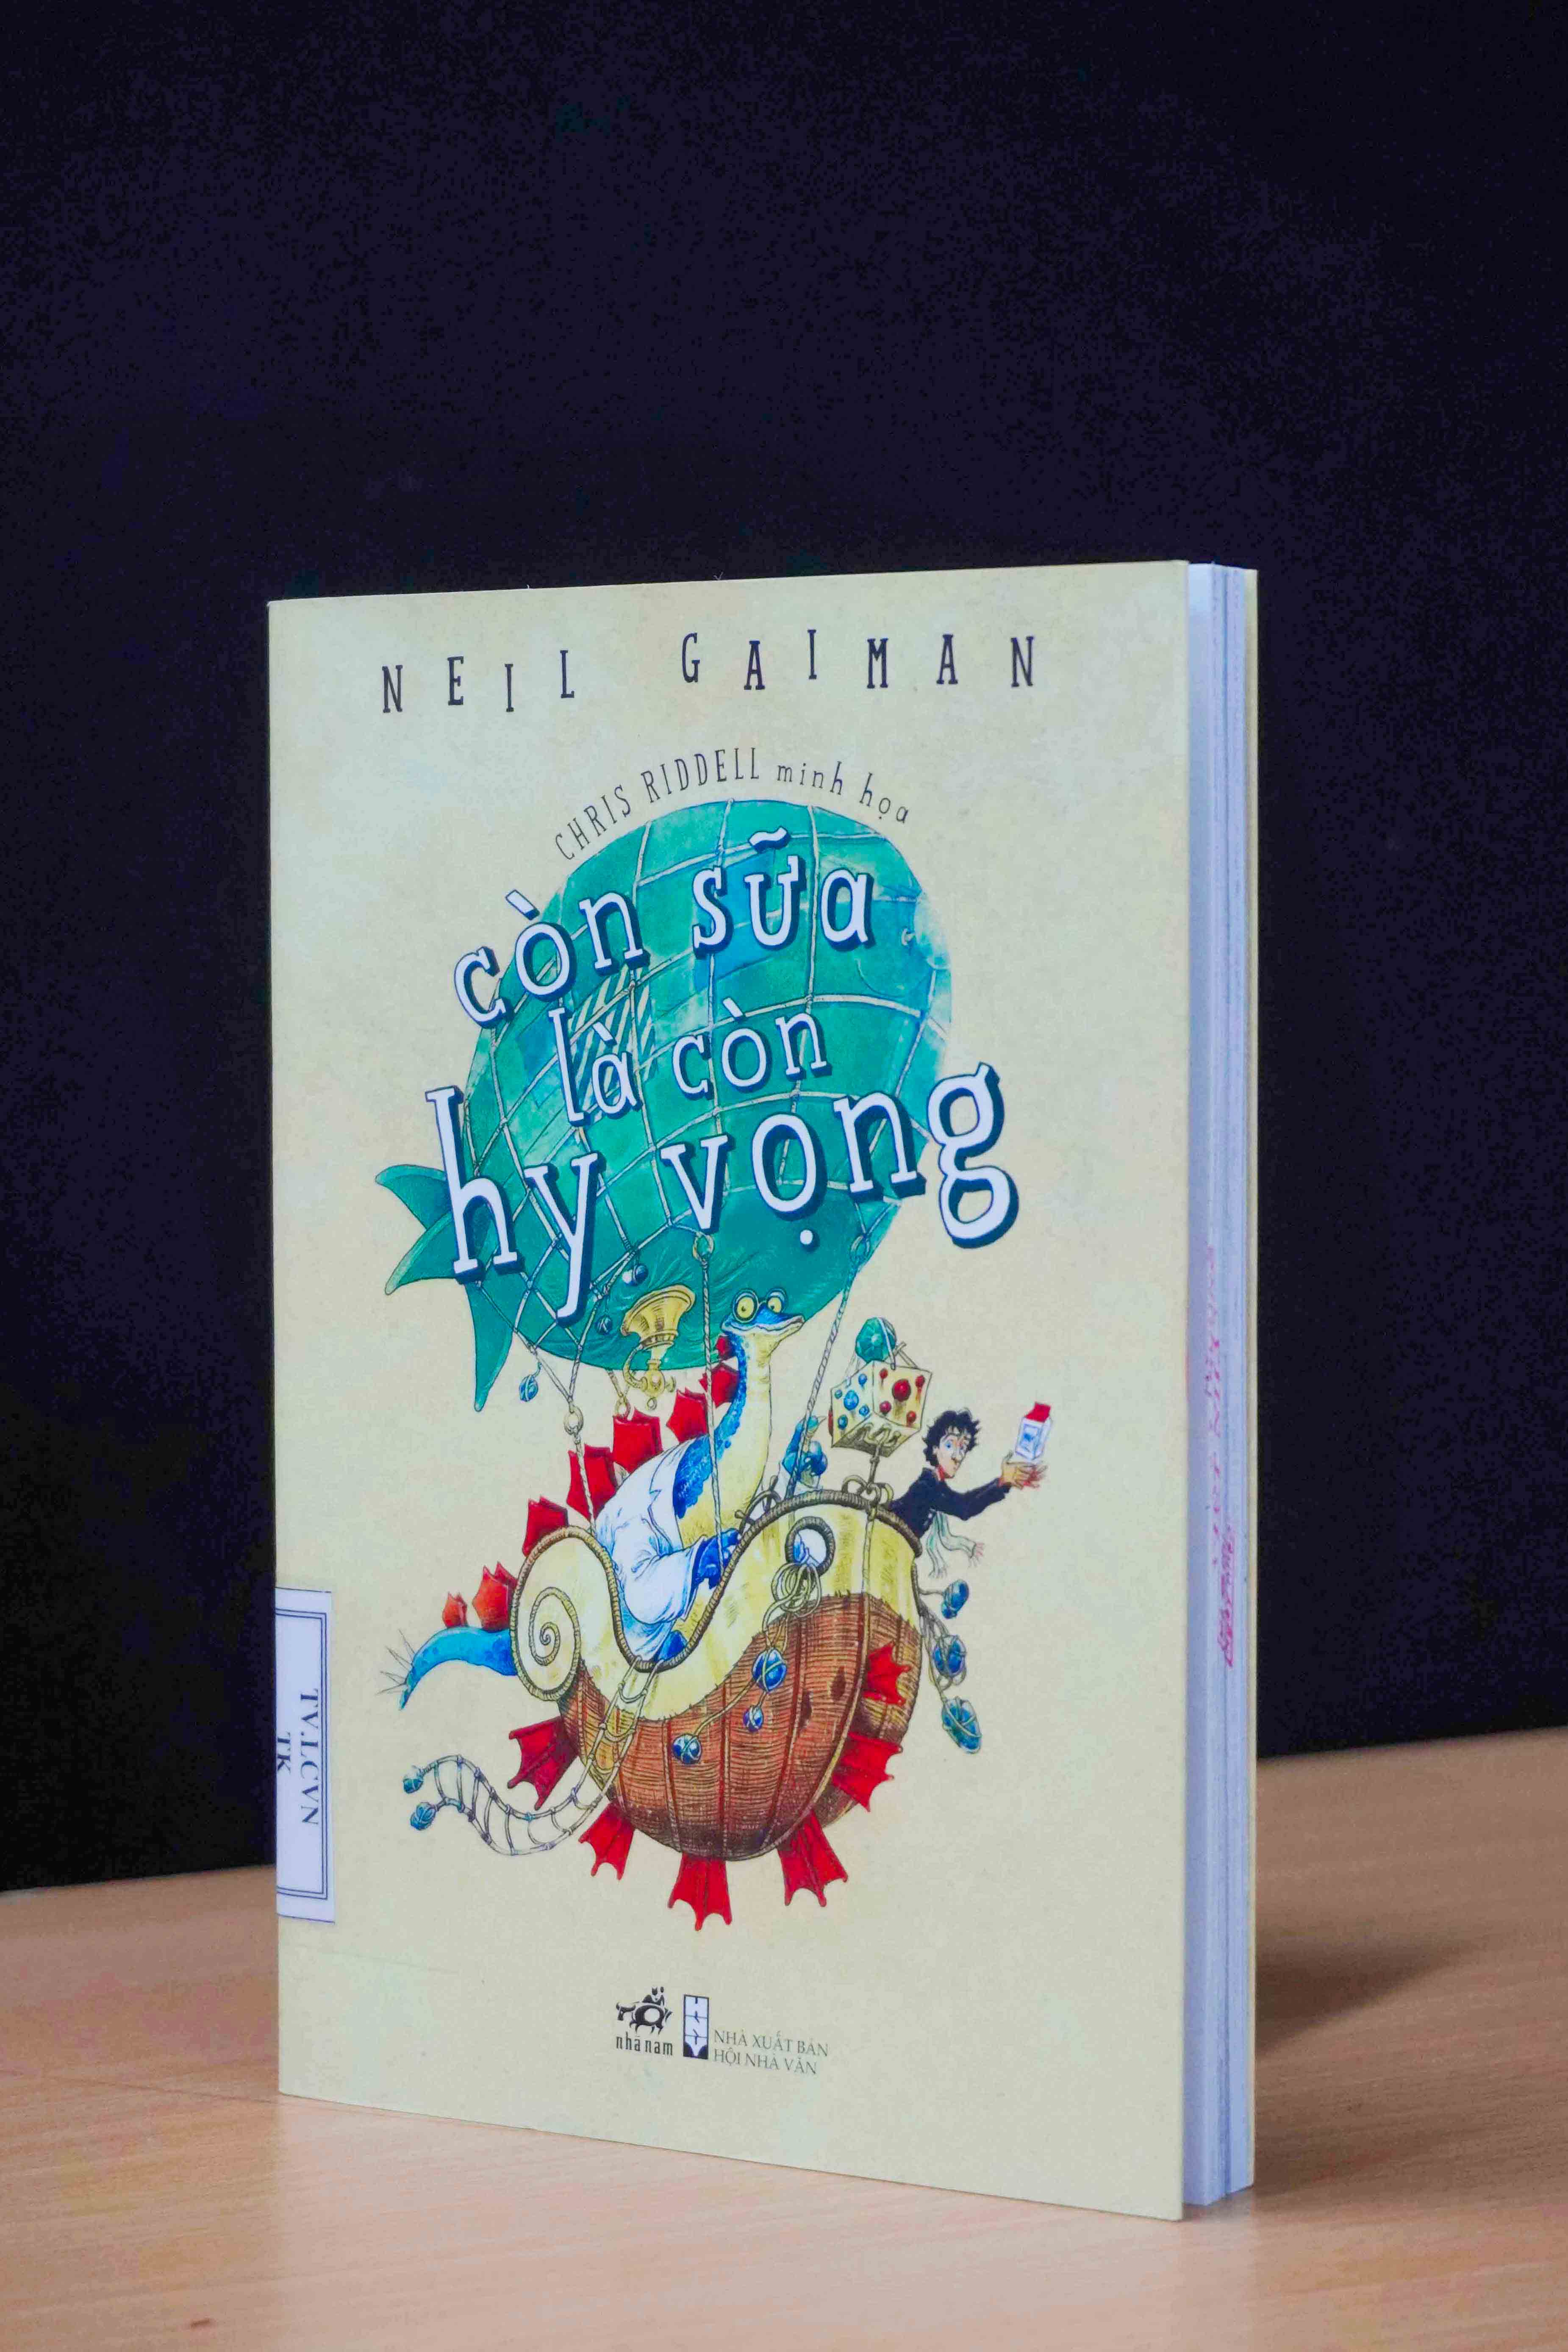 NEIL GAIMAN
CHRIS RIDDELL minh họa
còn sữa
là còn
hy vọng
TV.LCVN
TK
nhã nam
NHÀ XUẤT BẢN
HỘI NHÀ VĂN